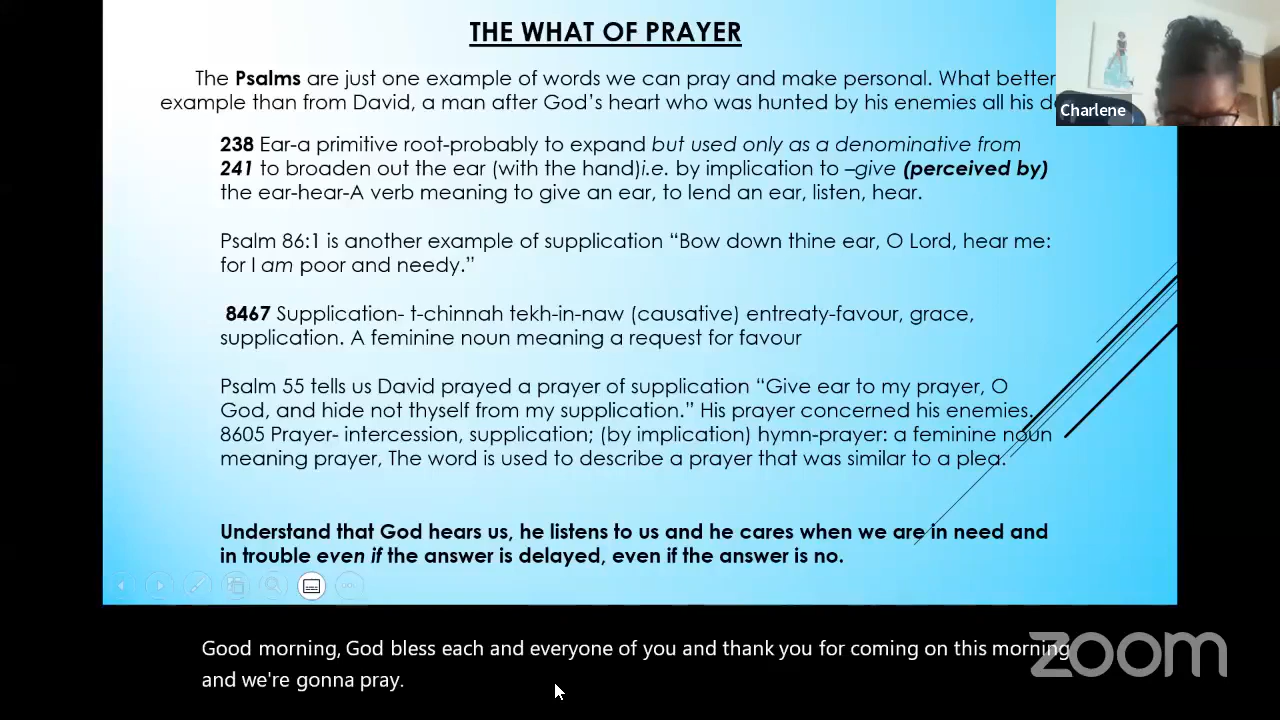 THE WHAT OF PRAYER
The Psalms are just one example of words we can pray and make personal. What better
example than from David, a man after God's heart who was hunted by his enemies all his
Charlene
238 Ear-a primitive root-probably to expand but used only as a denominative from
241 to broaden out the ear (with the hand)i.e. by implication to –give (perceived by)
the ear-hear-A verb meaning to give an ear, to lend an ear, listen, hear.
Psalm 86:1 is another example of supplication “Bow down thine ear, O Lord, hear me:
for I am poor and needy.”
8467 Supplication- t-chinnah tekh-in-naw (causative) entreaty-favour, grace,
supplication. A feminine noun meaning a request for favour
Psalm 55 tells us David prayed a prayer of supplication “Give ear to my prayer, O
God, and hide not thyself from my supplication.” His prayer concerned his enemies.
8605 Prayer- intercession, supplication; (by implication) hymn-prayer: a feminine noun
meaning prayer, The word is used to describe a prayer that was similar to a plea.
Understand that God hears us, he listens to us and he cares when we are in need and
in trouble even if the answer is delayed, even if the answer is no.
Good morning, God bless each and everyone of you and thank you for coming on this morning
and we're gonna pray.
zoom